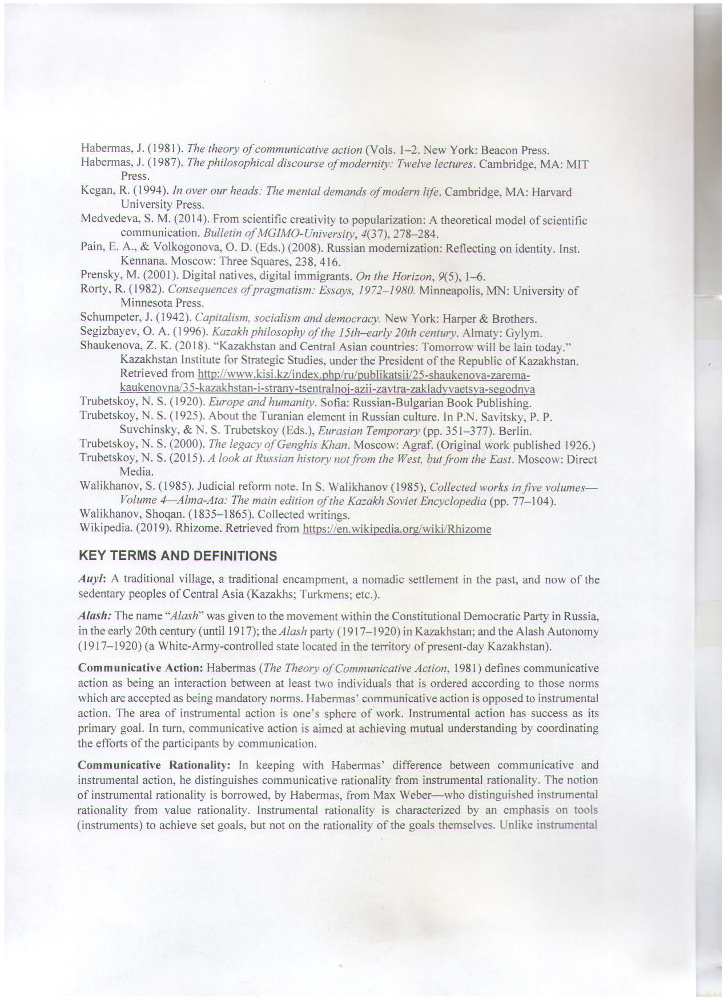 Habermas, J. (1981). The theory of communicative action (Vols. 1–2. New York: Beacon Press.
Habermas, J. (1987). The philosophical discourse of modernity: Twelve lectures. Cambridge, MA: MIT
Press.
Kegan, R. (1994). In over our heads: The mental demands of modern life. Cambridge, MA: Harvard
University Press.
Medvedeva, S. M. (2014). From scientific creativity to popularization: A theoretical model of scientific
communication. Bulletin of MGIMO-University, 4(37), 278–284.
Pain, E. A., & Volkogonova, O. D. (Eds.) (2008). Russian modernization: Reflecting on identity. Inst.
Kennana. Moscow: Three Squares, 238, 416.
Prensky, M. (2001). Digital natives, digital immigrants. On the Horizon, 9(5), 1–6.
Rorty, R. (1982). Consequences of pragmatism: Essays, 1972–1980. Minneapolis, MN: University of
Minnesota Press.
Schumpeter, J. (1942). Capitalism, socialism and democracy. New York: Harper & Brothers.
Segizbayev, O. A. (1996). Kazakh philosophy of the 15th–early 20th century. Almaty: Gylym.
Shaukenova, Z. K. (2018). “Kazakhstan and Central Asian countries: Tomorrow will be lain today.”
Kazakhstan Institute for Strategic Studies, under the President of the Republic of Kazakhstan.
Retrieved from http://www.kisi.kz/index.php/ru/publikatsii/25-shaukenova-zarema-
kaukenovna/35-kazakhstan-i-strany-tsentralnoj-azii-zavtra-zakladyvaetsya-segodnya
Trubetskoy, N. S. (1920). Europe and humanity. Sofia: Russian-Bulgarian Book Publishing.
Trubetskoy, N. S. (1925). About the Turanian element in Russian culture. In P.N. Savitsky, P. P.
Suvchinsky, & N. S. Trubetskoy (Eds.), Eurasian Temporary (pp. 351–377). Berlin.
Trubetskoy, N. S. (2000). The legacy of Genghis Khan. Moscow: Agraf. (Original work published 1926.)
Trubetskoy, N. S. (2015). A look at Russian history not from the West, but from the East. Moscow: Direct
Media.
Walikhanov, S. (1985). Judicial reform note. In S. Walikhanov (1985), Collected works in five volumes—
Volume 4—Alma-Ata: The main edition of the Kazakh Soviet Encyclopedia (pp. 77–104).
Walikhanov, Shoqan. (1835–1865). Collected writings.
Wikipedia. (2019). Rhizome. Retrieved from https://en.wikipedia.org/wiki/Rhizome
KEY TERMS AND DEFINITIONS
Auyl: A traditional village, a traditional encampment, a nomadic settlement in the past, and now of the
sedentary peoples of Central Asia (Kazakhs; Turkmens; etc.).
Alash: The name “Alash” was given to the movement within the Constitutional Democratic Party in Russia,
in the early 20th century (until 1917); the Alash party (1917–1920) in Kazakhstan; and the Alash Autonomy
(1917–1920) (a White-Army-controlled state located in the territory of present-day Kazakhstan).
Communicative Action: Habermas (The Theory of Communicative Action, 1981) defines communicative
action as being an interaction between at least two individuals that is ordered according to those norms
which are accepted as being mandatory norms. Habermas’ communicative action is opposed to instrumental
action. The area of instrumental action is one’s sphere of work. Instrumental action has success as its
primary goal. In turn, communicative action is aimed at achieving mutual understanding by coordinating
the efforts of the participants by communication.
Communicative Rationality: In keeping with Habermas’ difference between communicative and
instrumental action, he distinguishes communicative rationality from instrumental rationality. The notion
of instrumental rationality is borrowed, by Habermas, from Max Weber—who distinguished instrumental
rationality from value rationality. Instrumental rationality is characterized by an emphasis on tools
(instruments) to achieve set goals, but not on the rationality of the goals themselves. Unlike instrumental